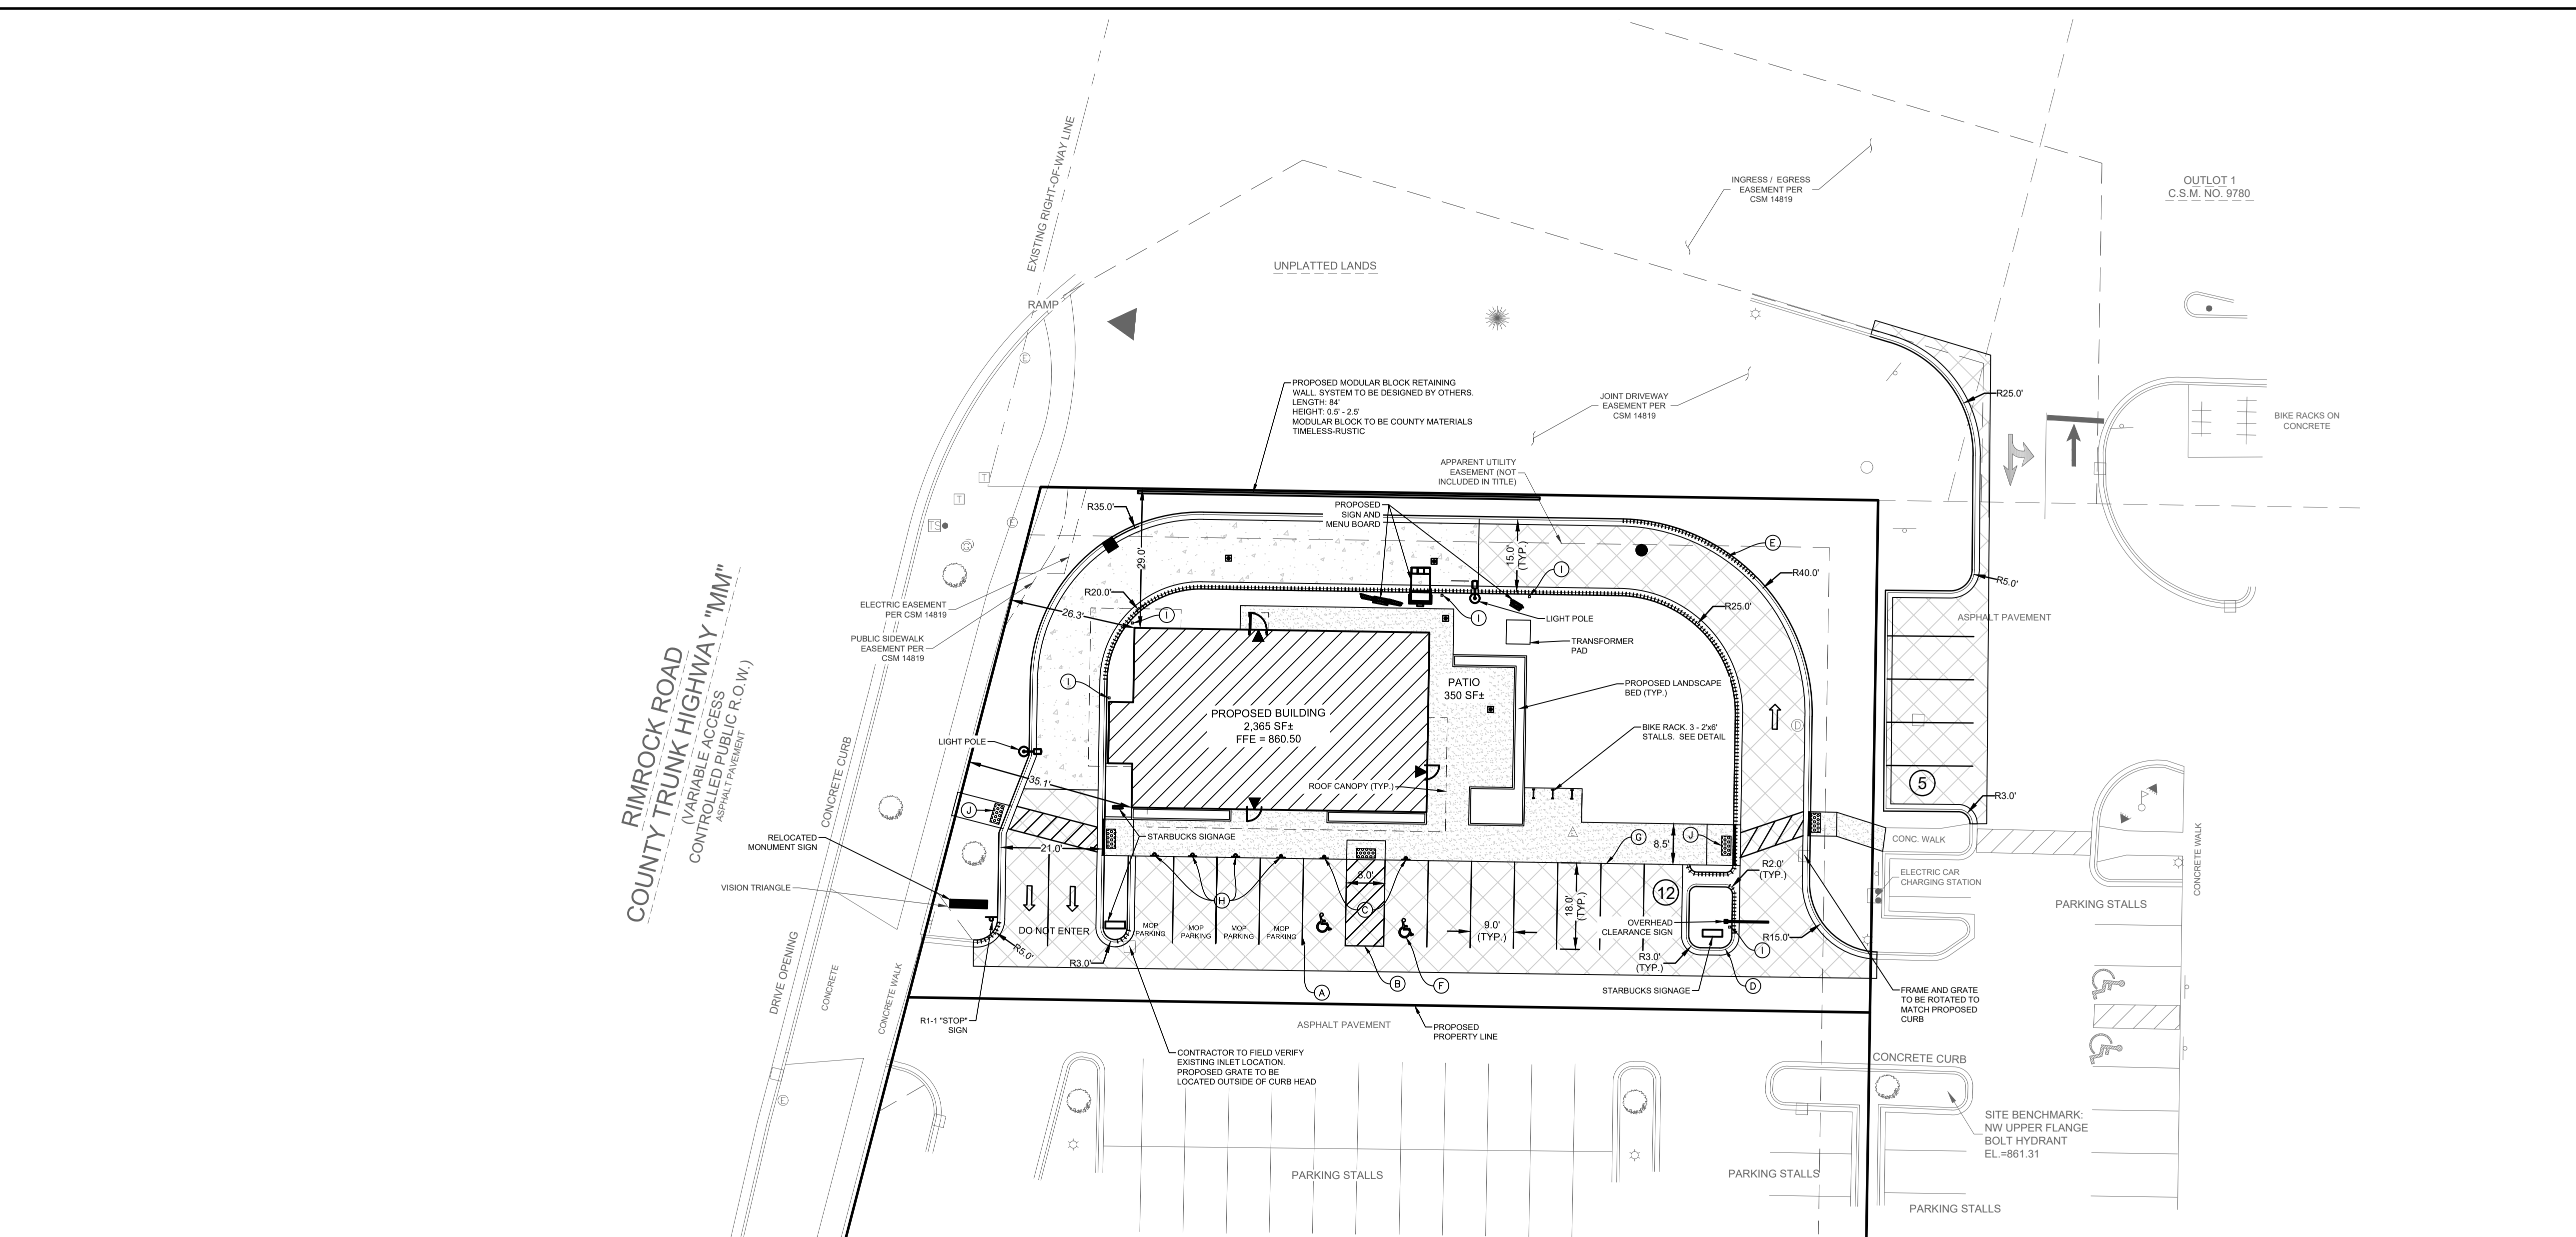 EXISTING RIGHT-OF-WAY LINE
INGRESS / EGRESS
EASEMENT PER
CSM 14819
OUTLOT 1
C.S.M. NO. 9780
UNPLATTED LANDS
RAMP
PROPOSED MODULAR BLOCK RETAINING
WALL. SYSTEM TO BE DESIGNED BY OTHERS.
LENGTH: 84'
HEIGHT: 0.5' - 2.5'
MODULAR BLOCK TO BE COUNTY MATERIALS
TIMELESS-RUSTIC
JOINT DRIVEWAY
EASEMENT PER
CSM 14819
R25.0'
BIKE RACKS ON
CONCRETE
APPARENT UTILITY
EASEMENT (NOT
INCLUDED IN TITLE)
E
T
T
TS
E
G
R35.0'
PROPOSED
SIGN AND
MENU BOARD
29.0'
15.0'
(TYP.)
E
I
R40.0'
R5.0'
ELECTRIC EASEMENT
PER CSM 14819
R20.0'
26.3'
I
I
R25.0'
LIGHT POLE
ASPHALT PAVEMENT
PUBLIC SIDEWALK
EASEMENT PER
CSM 14819
TRANSFORMER
PAD
RIMROCK ROAD
COUNTY TRUNK HIGHWAY "MM"
(VARIABLE ACCESS
CONTROLLED PUBLIC R.O.W.)
ASPHALT PAVEMENT
I
PATIO
350 SF±
PROPOSED LANDSCAPE
BED (TYP.)
PROPOSED BUILDING
2,365 SF±
FFE = 860.50
BIKE RACK. 3 - 2'x6'
STALLS. SEE DETAIL
D
LIGHT POLE
CONCRETE CURB
35.1'
ROOF CANOPY (TYP.)
5
R3.0'
J
RELOCATED
MONUMENT SIGN
STARBUCKS SIGNAGE
E
G
8.5'
J
CONC. WALK
CONCRETE WALK
21.0'
8.0'
R2.0'
(TYP.)
ELECTRIC CAR
CHARGING STATION
VISION TRIANGLE
H
C
18.0'
(TYP.)
12
PARKING STALLS
DO NOT ENTER
MOP
PARKING
MOP
PARKING
MOP
PARKING
MOP
PARKING
9.0'
(TYP.)
OVERHEAD
CLEARANCE SIGN
R5.0'
R3.0'
R3.0'
(TYP.)
I
R15.0'
DRIVE OPENING
CONCRETE
CONCRETE WALK
A
B
F
STARBUCKS SIGNAGE
D
FRAME AND GRATE
TO BE ROTATED TO
MATCH PROPOSED
CURB
R1-1 "STOP"
SIGN
ASPHALT PAVEMENT
PROPOSED
PROPERTY LINE
CONTRACTOR TO FIELD VERIFY
EXISTING INLET LOCATION.
PROPOSED GRATE TO BE
LOCATED OUTSIDE OF CURB HEAD
CONCRETE CURB
E
SITE BENCHMARK:
NW UPPER FLANGE
BOLT HYDRANT
EL.=861.31
PARKING STALLS
PARKING STALLS
PARKING STALLS